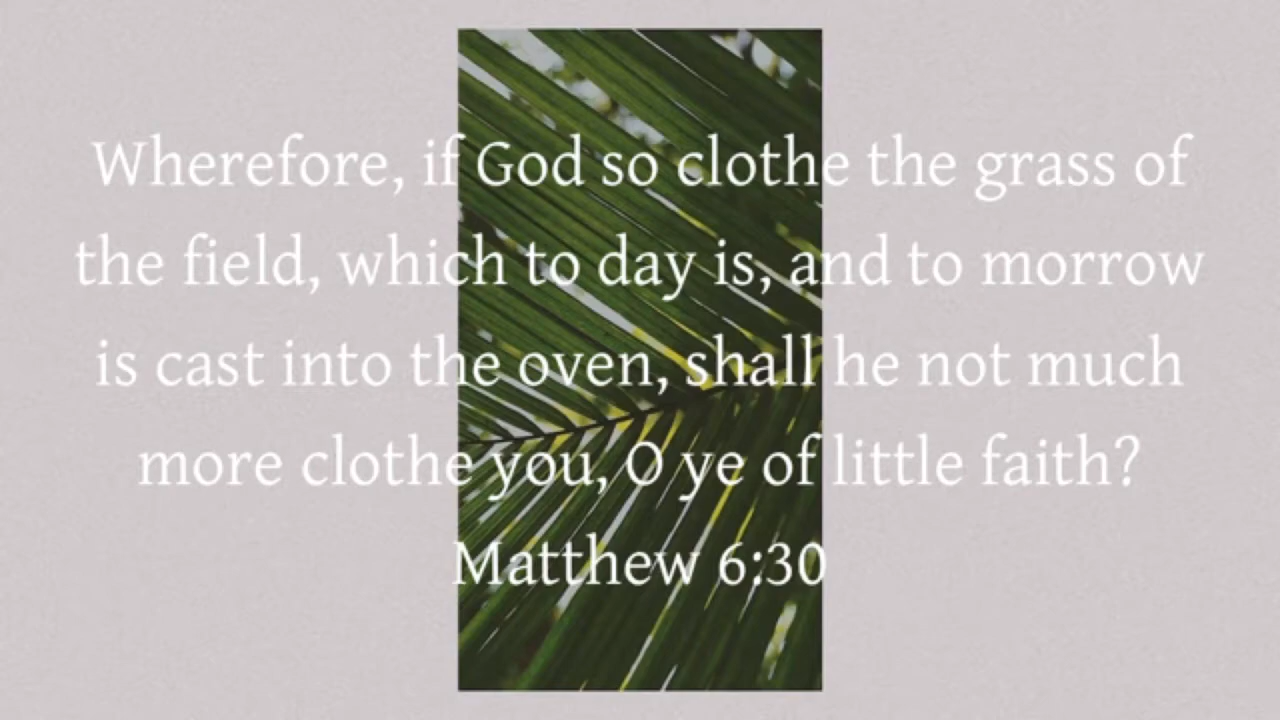 Wherefore, if God so clothe the grass of
the field, which to day is, and to morrow
is cast into the oven, shall he not much
more clothe you, O ye of little faith?
Matthew 6:30